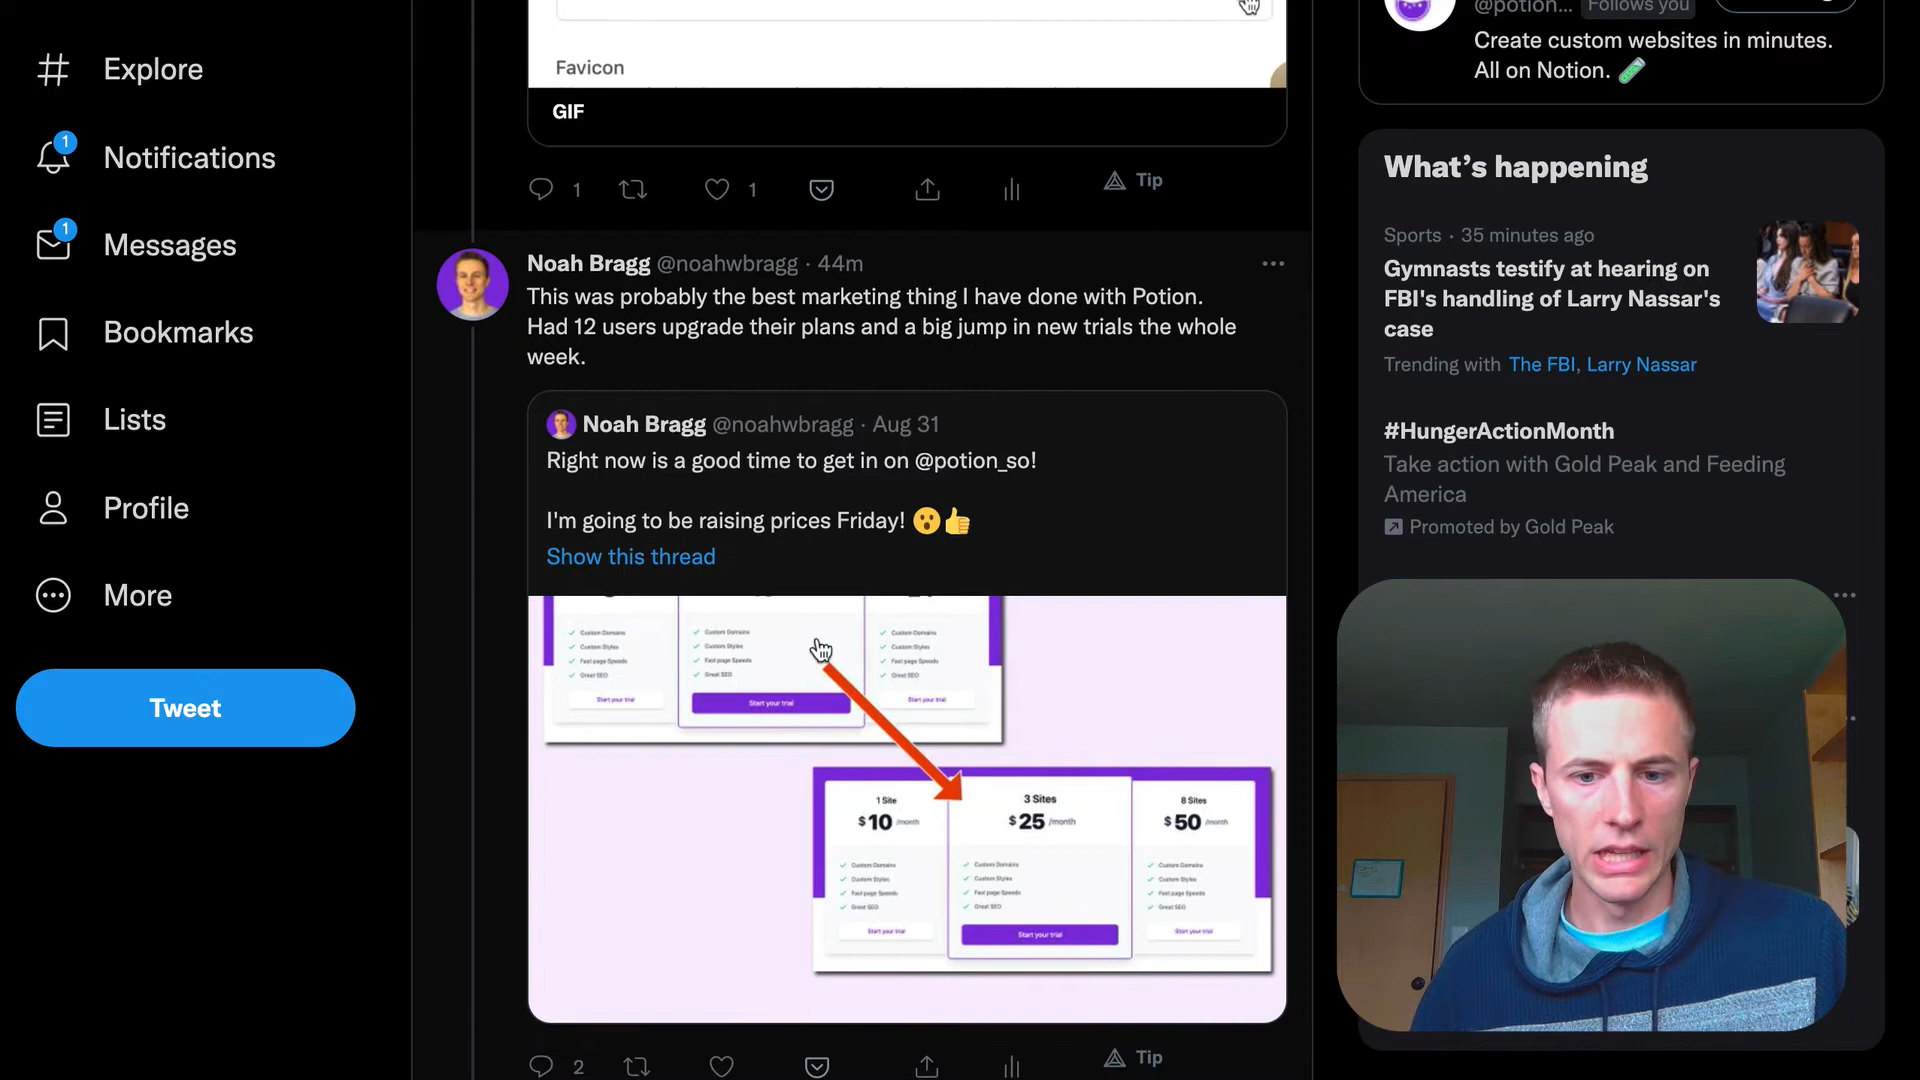 Explore
1
Notifications
1
Messages
Bookmarks
Lists
Profile
More
Tweet
Favicon
GIF
1
1
Tip
Noah Bragg @noahwbragg · 44m
This was probably the best marketing thing I have done with Potion.
Had 12 users upgrade their plans and a big jump in new trials the whole
week.
Noah Bragg @noahwbragg · Aug 31
Right now is a good time to get in on @potion_so!
I'm going to be raising prices Friday! 😮👍
Show this thread
Custom Domains
Custom Styles
Fast page Speeds
Great SEO
Start your trial
Custom Domains
Custom Styles
Fast page Speeds
Great SEO
Start your trial
Custom Domains
Custom Styles
Fast page Speeds
Great SEO
Start your trial
1 Site
$10 /month
Custom Domains
Custom Styles
Fast page Speeds
Great SEO
Start your trial
3 Sites
$25 /month
Custom Domains
Custom Styles
Fast page Speeds
Great SEO
Start your trial
8 Sites
$50 /month
Custom Domains
Custom Styles
Fast page Speeds
Great SEO
Start your trial
2
Tip
@potion... Follows you
Create custom websites in minutes.
All on Notion. 🧪
What's happening
Sports · 35 minutes ago
Gymnasts testify at hearing on
FBI's handling of Larry Nassar's
case
Trending with The FBI, Larry Nassar
#HungerActionMonth
Take action with Gold Peak and Feeding
America
Promoted by Gold Peak